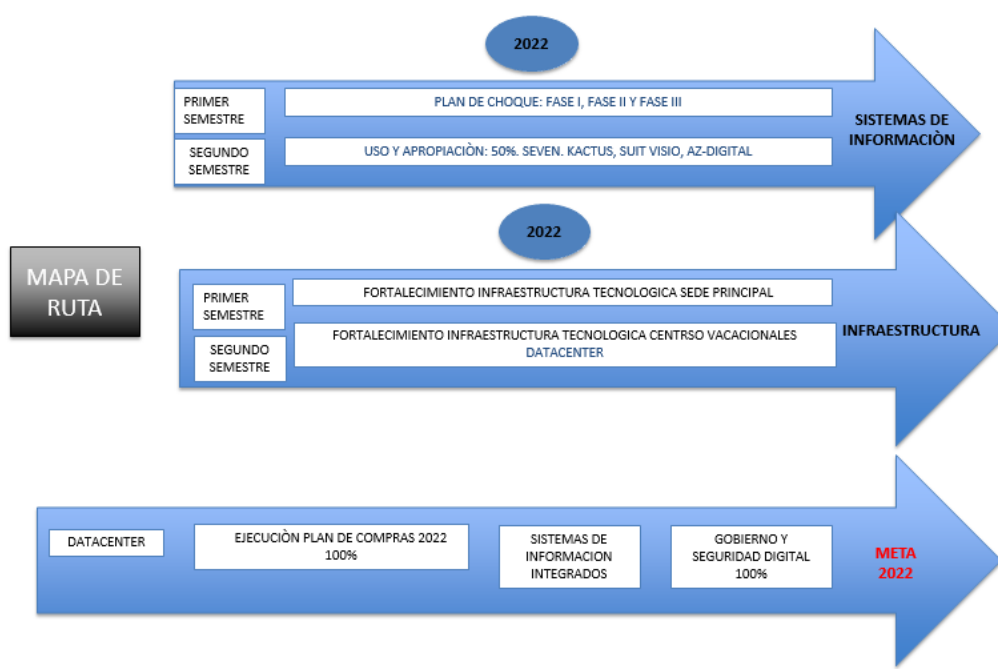 2022
PRIMER
SEMESTRE
PLAN DE CHOQUE: FASE I, FASE II Y FASE III
SEGUNDO
SEMESTRE
USO Y APROPIACIÒN: 50%. SEVEN. KACTUS, SUIT VISIO, AZ-DIGITAL
SISTEMAS DE
INFORMACIÒN
2022
MAPA DE
RUTA
PRIMER
SEMESTRE
FORTALECIMIENTO INFRAESTRUCTURA TECNOLOGICA SEDE PRINCIPAL
SEGUNDO
SEMESTRE
FORTALECIMIENTO INFRAESTRUCTURA TECNOLOGICA CENTRSO VACACIONALES
DATACENTER
INFRAESTRUCTURA
DATACENTER
EJECUCIÒN PLAN DE COMPRAS 2022
100%
SISTEMAS DE
INFORMACION
INTEGRADOS
GOBIERNO Y
SEGURIDAD DIGITAL
100%
META
2022